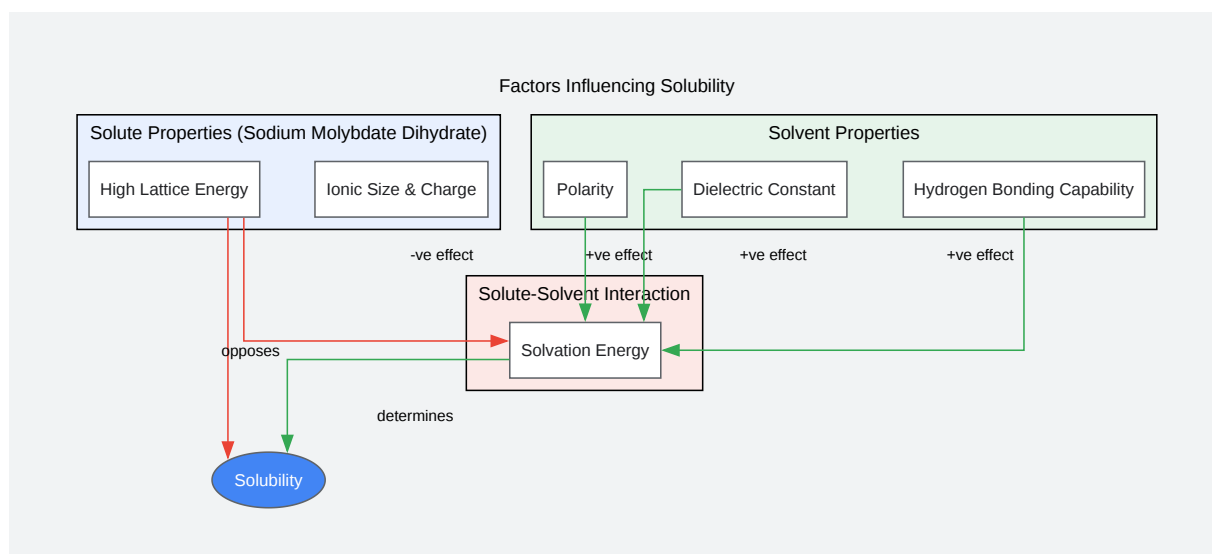 Factors Influencing Solubility
Solute Properties (Sodium Molybdate Dihydrate)
Solvent Properties
High Lattice Energy
Ionic Size & Charge
Polarity
Dielectric Constant
Hydrogen Bonding Capability
-ve effect
+ve effect
+ve effect
+ve effect
Solute-Solvent Interaction
opposes
Solvation Energy
determines
Solubility